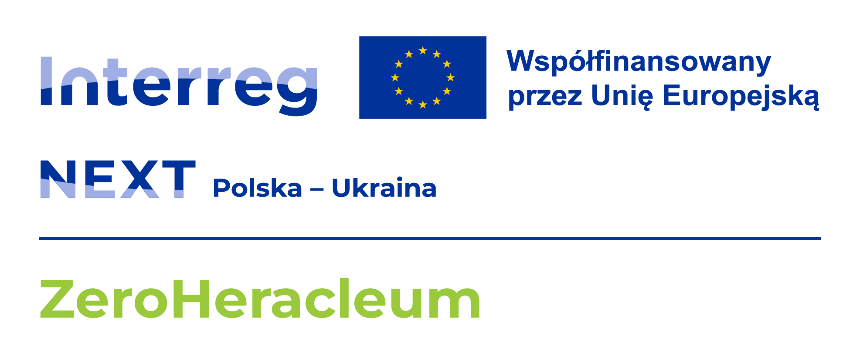 Interreg
Współfinansowany
przez Unię Europejską
NEXT Polska – Ukraina
ZeroHeracleum